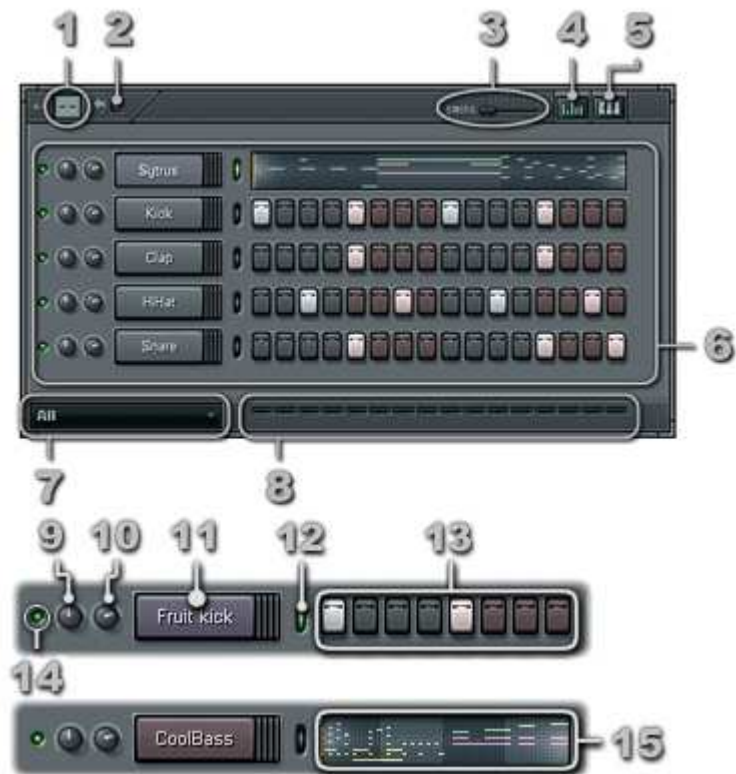 1 2 3 4 5
SWING
Sytrus
Kick
Clap
HiHat
Snare
6
All
7 8
9 10 11 12 13
Fruit kick
14
CoolBass
15